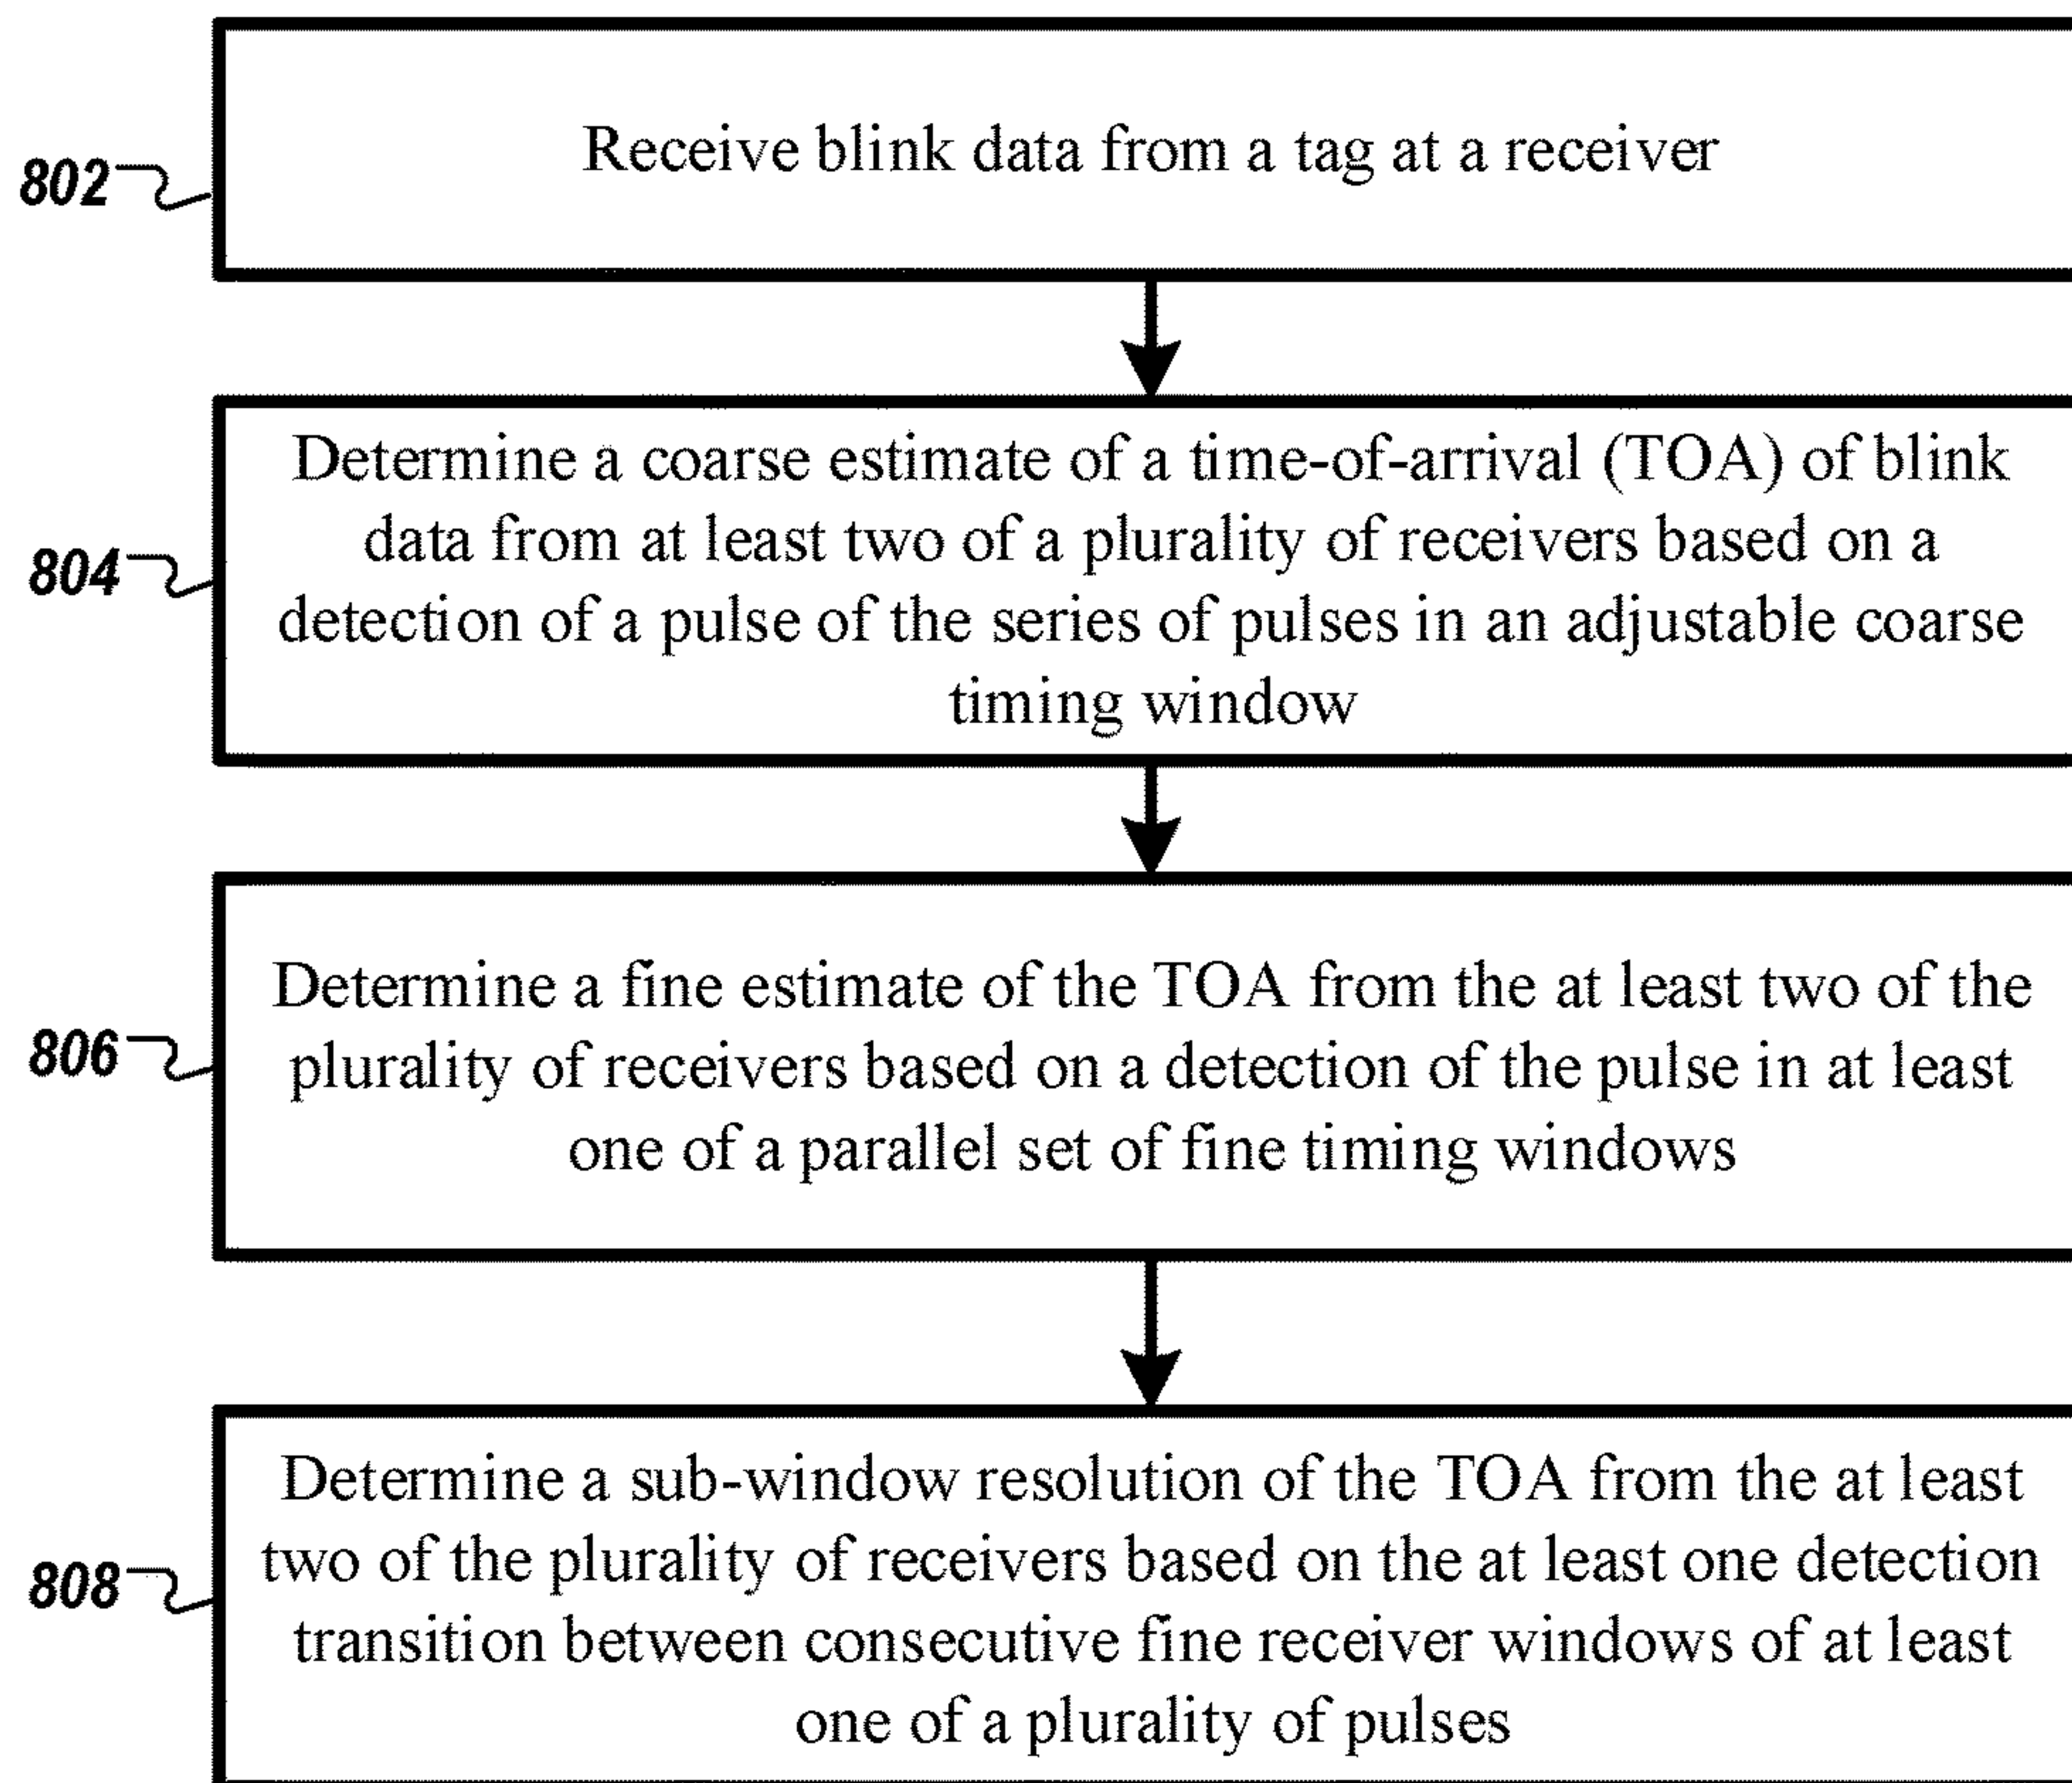 802
Receive blink data from a tag at a receiver
804
Determine a coarse estimate of a time-of-arrival (TOA) of blink
data from at least two of a plurality of receivers based on a
detection of a pulse of the series of pulses in an adjustable coarse
timing window
806
Determine a fine estimate of the TOA from the at least two of the
plurality of receivers based on a detection of the pulse in at least
one of a parallel set of fine timing windows
808
Determine a sub-window resolution of the TOA from the at least
two of the plurality of receivers based on the at least one detection
transition between consecutive fine receiver windows of at least
one of a plurality of pulses